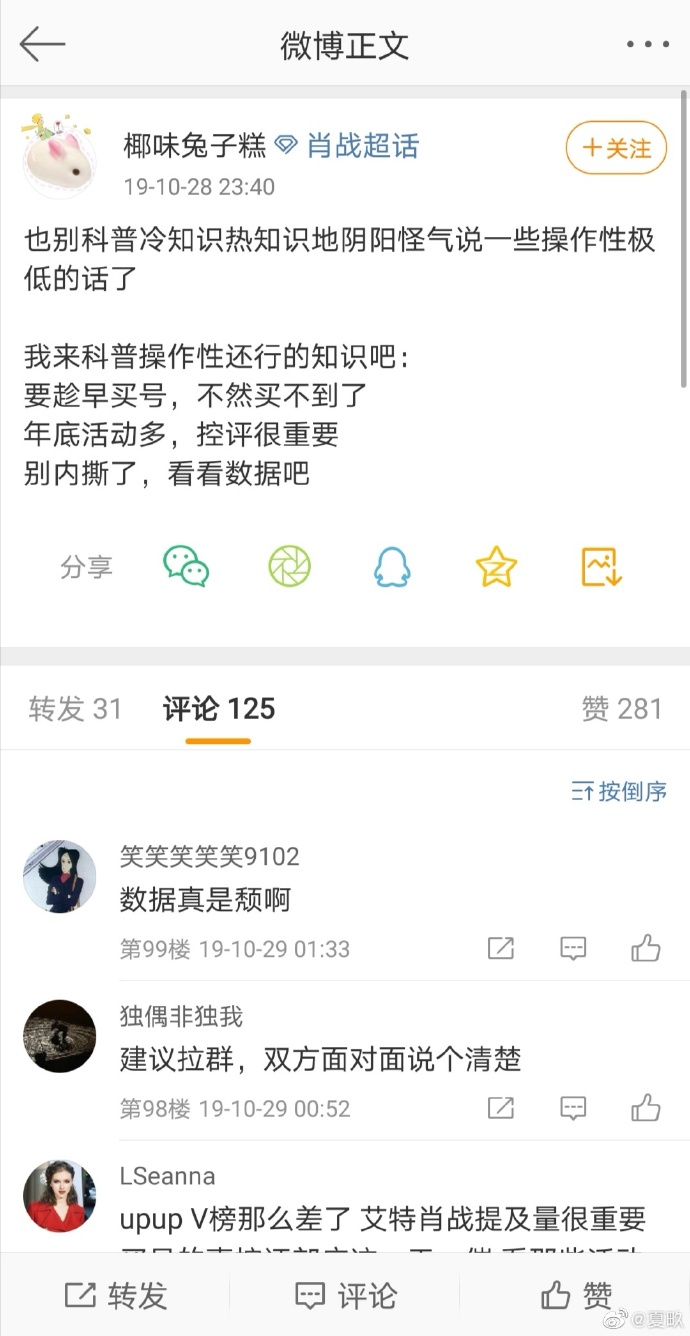 微博正文
椰味兔子糕 肖战超话
+关注
19-10-28 23:40
也别科普冷知识热知识地阴阳怪气说一些操作性极
低的话了
我来科普操作性还行的知识吧：
要趁早买号，不然买不到了
年底活动多，控评很重要
别内撕了，看看数据吧
分享
转发 31 评论 125 赞 281
按倒序
笑笑笑笑笑9102
数据真是颓啊
第99楼 19-10-29 01:33
独偶非独我
建议拉群，双方面对面说个清楚
第98楼 19-10-29 00:52
LSeanna
upup V榜那么差了 艾特肖战提及量很重要
转发 评论 赞
@夏畋